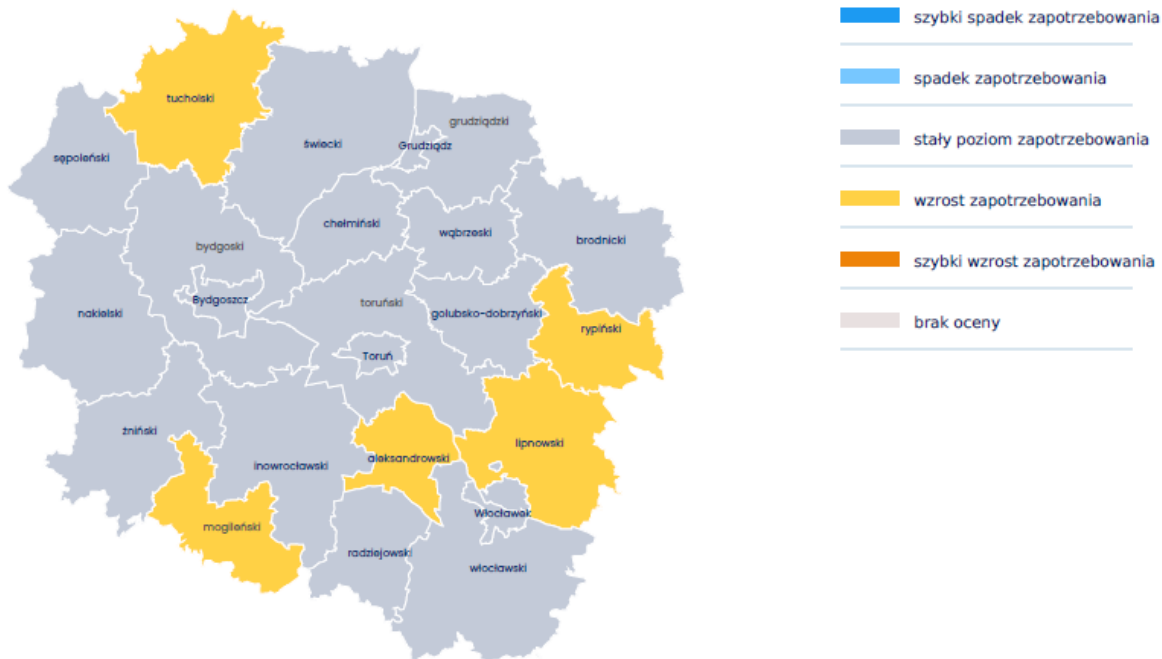 tucholski
sępoleński
świecki
grudziądzki
Grudziądz
chełmiński
wąbrzeski
brodnicki
bydgoski
Bydgoszcz
nakielski
toruński
golubsko-dobrzyński
rypiński
Toruń
żniński
inowrocławski
aleksandrowski
lipnowski
mogileński
radziejowski
Włocławek
włocławski
szybki spadek zapotrzebowania
spadek zapotrzebowania
stały poziom zapotrzebowania
wzrost zapotrzebowania
szybki wzrost zapotrzebowania
brak oceny